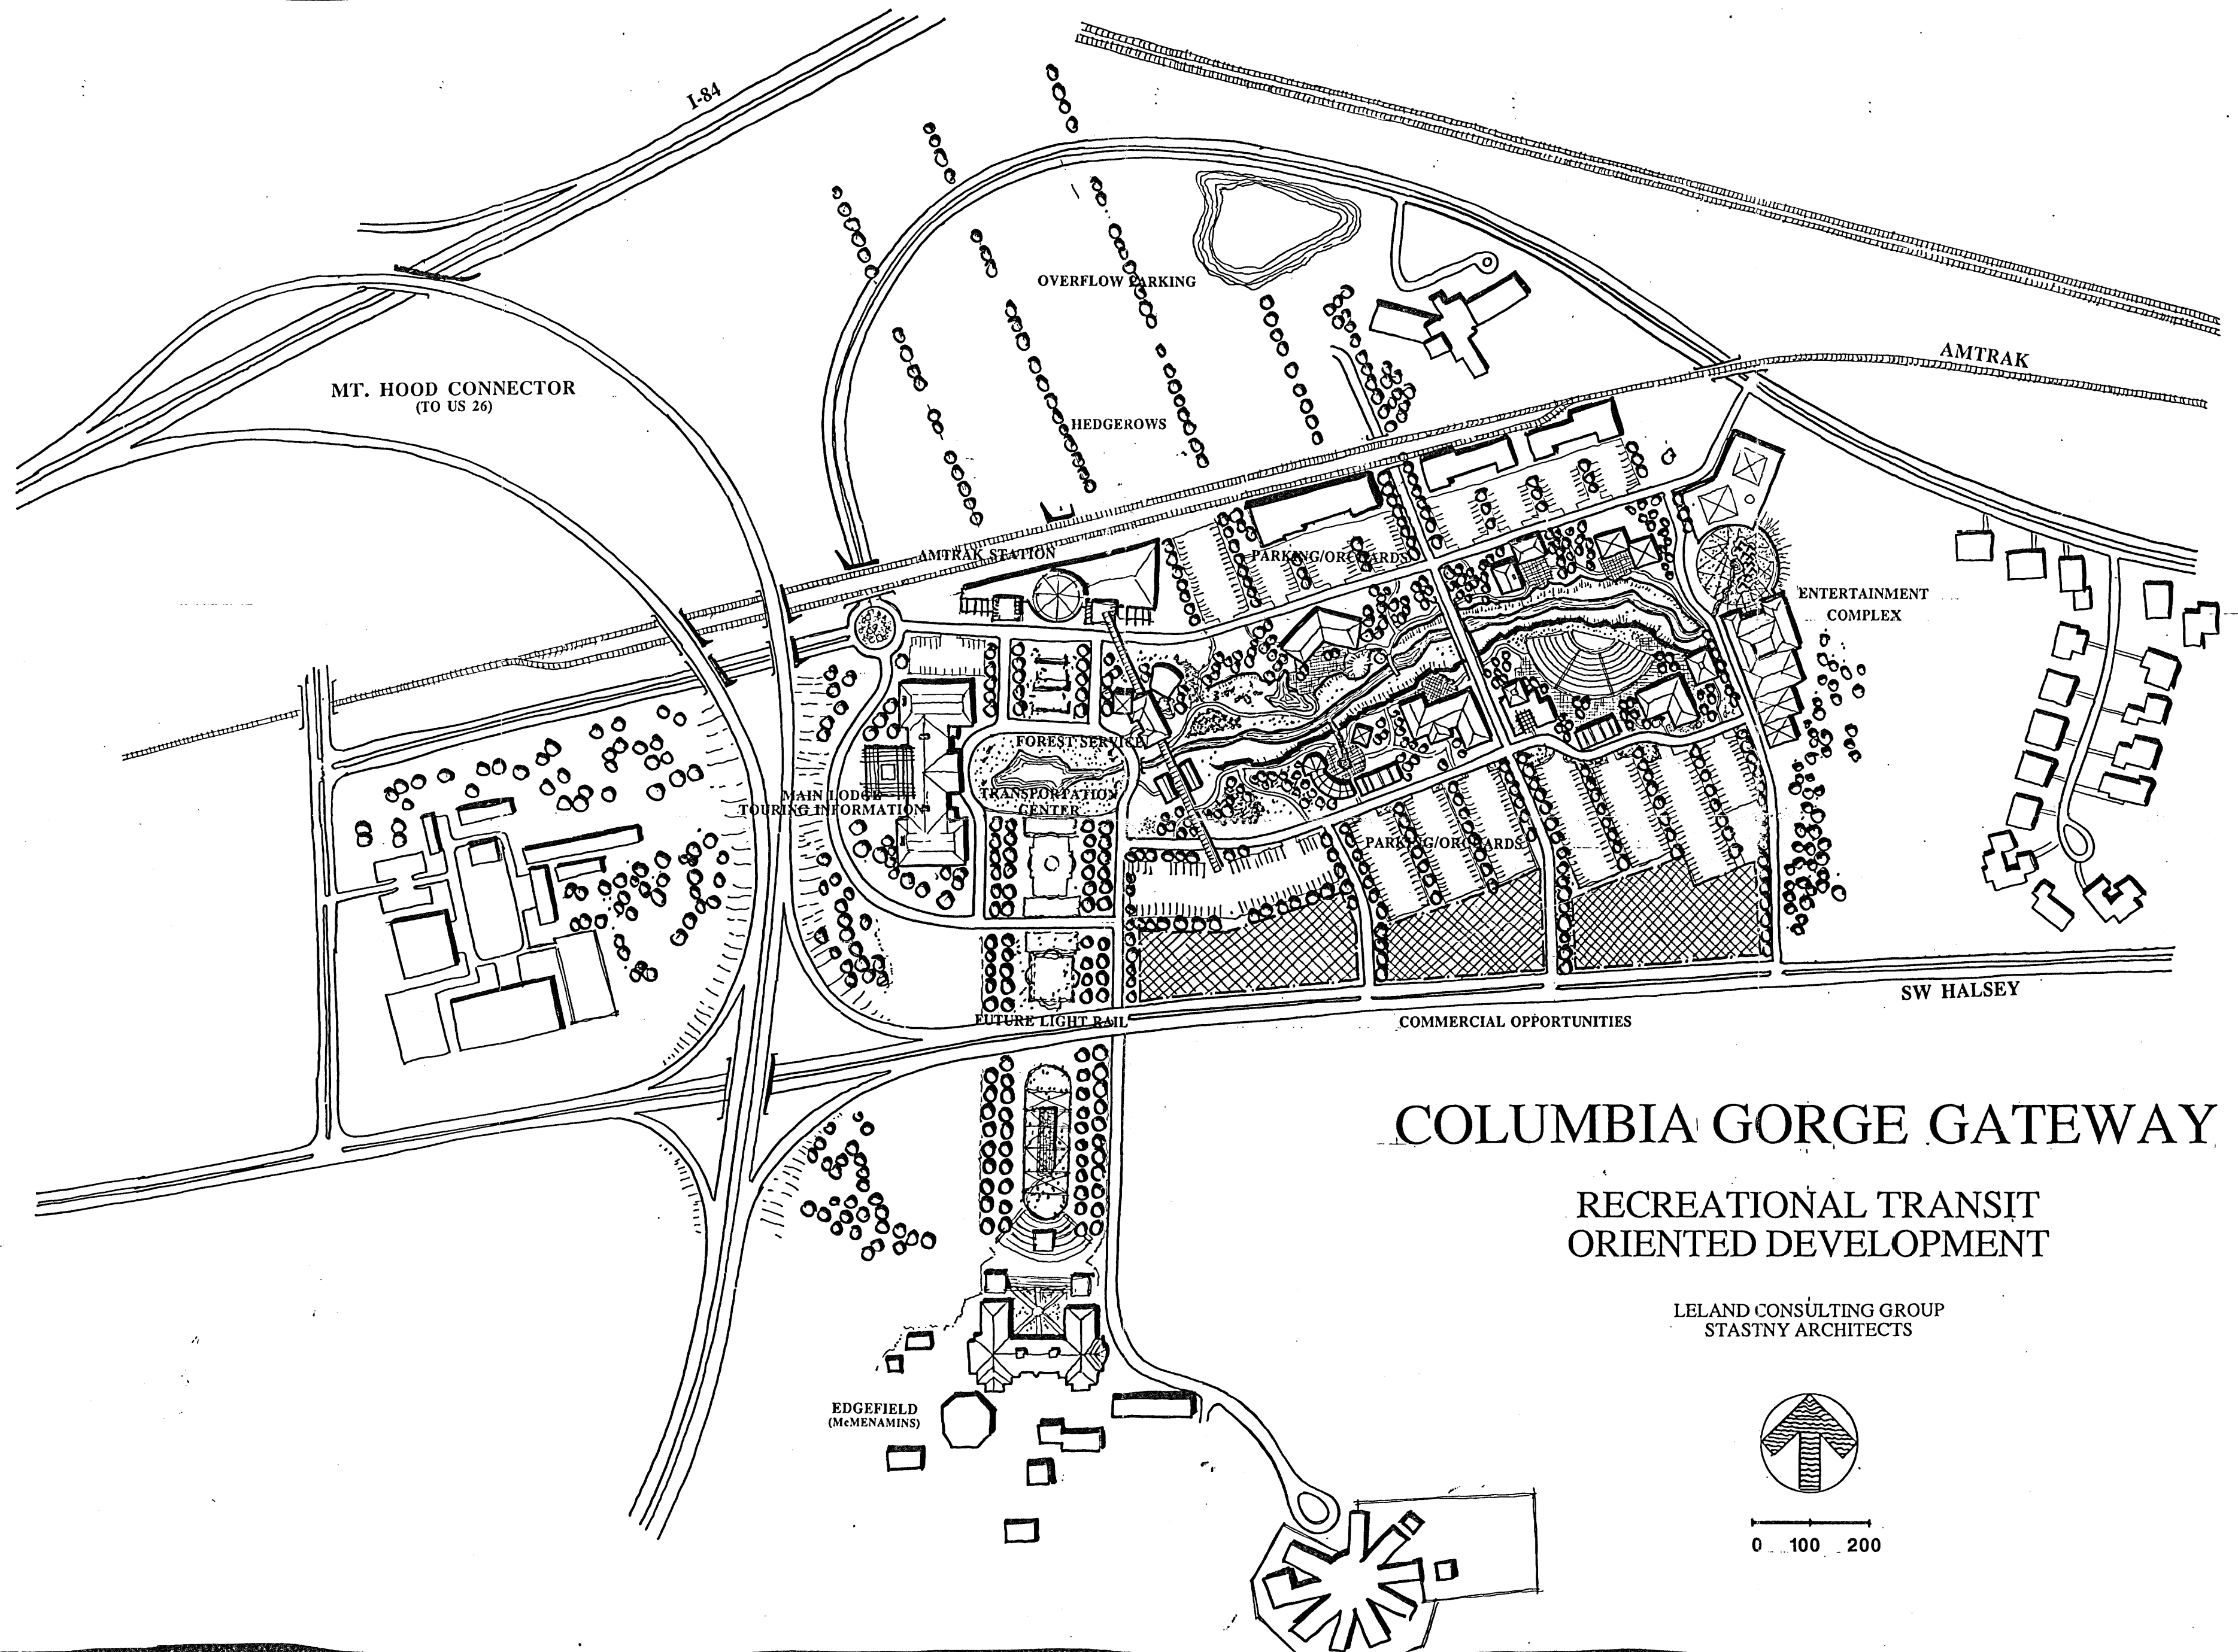 I-84
MT. HOOD CONNECTOR
(TO US 26)
OVERFLOW PARKING
HEDGEROWS
AMTRAK
AMTRAK STATION
PARKING/ORCHARDS
ENTERTAINMENT
COMPLEX
FOREST SERVICE
MAIN LODGE
TOURING INFORMATION
TRANSPORTATION
CENTER
PARKING/ORCHARDS
SW HALSEY
FUTURE LIGHT RAIL
COMMERCIAL OPPORTUNITIES
COLUMBIA GORGE GATEWAY
RECREATIONAL TRANSIT
ORIENTED DEVELOPMENT
LELAND CONSULTING GROUP
STASTNY ARCHITECTS
EDGEFIELD
(McMENAMINS)
0 100 200